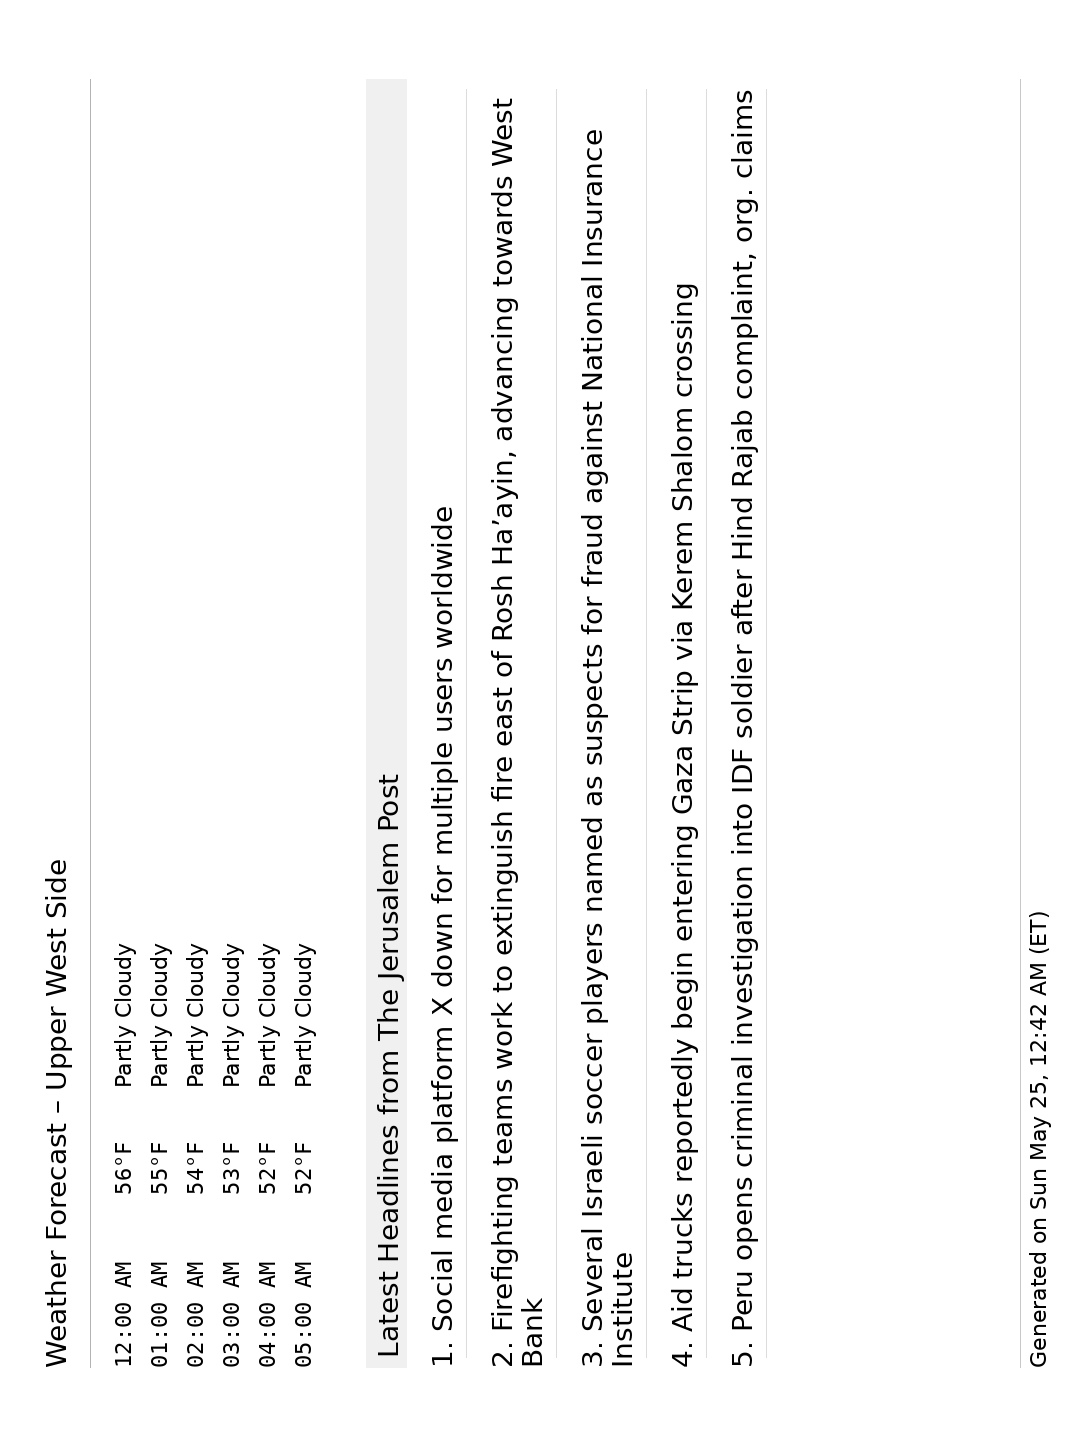 Weather Forecast – Upper West Side
12:00 AM 56°F Partly Cloudy
01:00 AM 55°F Partly Cloudy
02:00 AM 54°F Partly Cloudy
03:00 AM 53°F Partly Cloudy
04:00 AM 52°F Partly Cloudy
05:00 AM 52°F Partly Cloudy
Latest Headlines from The Jerusalem Post
1. Social media platform X down for multiple users worldwide
2. Firefighting teams work to extinguish fire east of Rosh Ha’ayin, advancing towards West
Bank
3. Several Israeli soccer players named as suspects for fraud against National Insurance
Institute
4. Aid trucks reportedly begin entering Gaza Strip via Kerem Shalom crossing
5. Peru opens criminal investigation into IDF soldier after Hind Rajab complaint, org. claims
Generated on Sun May 25, 12:42 AM (ET)